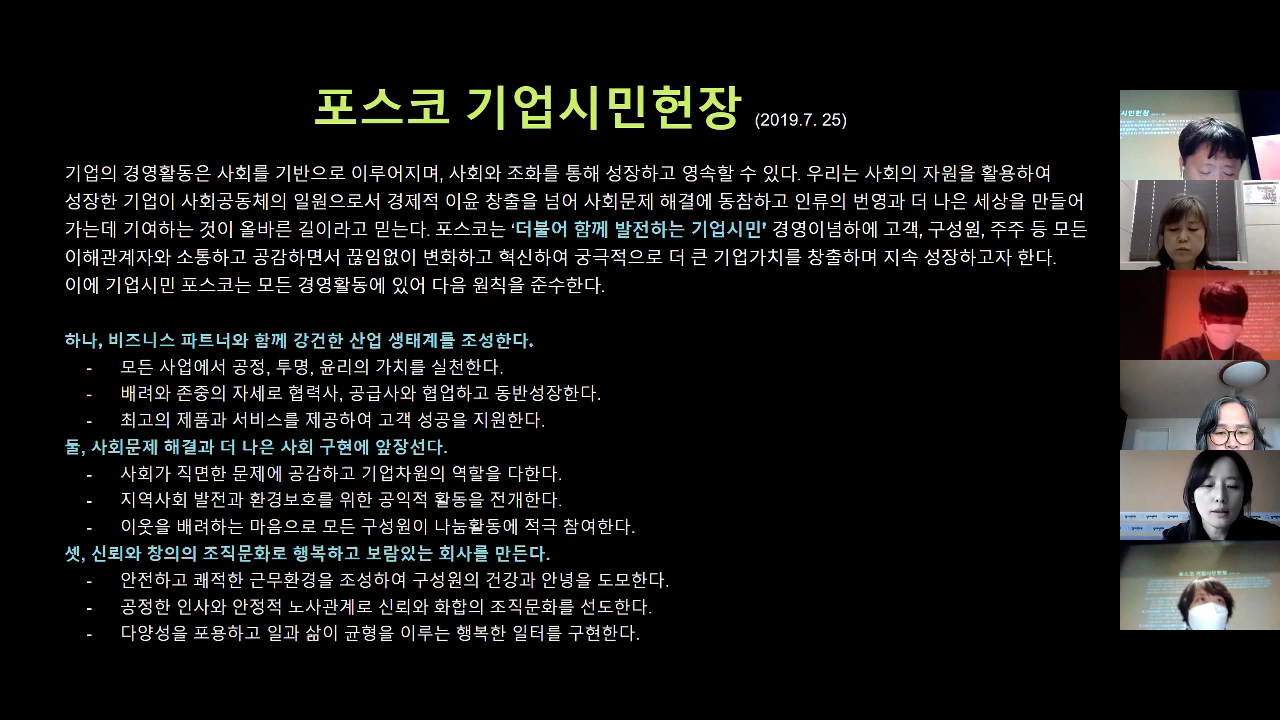 포스코 기업시민헌장 (2019.7. 25)
기업의 경영활동은 사회를 기반으로 이루어지며, 사회와 조화를 통해 성장하고 영속할 수 있다. 우리는 사회의 자원을 활용하여
성장한 기업이 사회공동체의 일원으로서 경제적 이윤 창출을 넘어 사회문제 해결에 동참하고 인류의 번영과 더 나은 세상을 만들어
가는데 기여하는 것이 올바른 길이라고 믿는다. 포스코는 ‘더불어 함께 발전하는 기업시민’ 경영이념하에 고객, 구성원, 주주 등 모든
이해관계자와 소통하고 공감하면서 끊임없이 변화하고 혁신하여 궁극적으로 더 큰 기업가치를 창출하며 지속 성장하고자 한다.
이에 기업시민 포스코는 모든 경영활동에 있어 다음 원칙을 준수한다.
하나, 비즈니스 파트너와 함께 강건한 산업 생태계를 조성한다.
- 모든 사업에서 공정, 투명, 윤리의 가치를 실천한다.
- 배려와 존중의 자세로 협력사, 공급사와 협업하고 동반성장한다.
- 최고의 제품과 서비스를 제공하여 고객 성공을 지원한다.
둘, 사회문제 해결과 더 나은 사회 구현에 앞장선다.
- 사회가 직면한 문제에 공감하고 기업차원의 역할을 다한다.
- 지역사회 발전과 환경보호를 위한 공익적 활동을 전개한다.
- 이웃을 배려하는 마음으로 모든 구성원이 나눔활동에 적극 참여한다.
셋, 신뢰와 창의의 조직문화로 행복하고 보람있는 회사를 만든다.
- 안전하고 쾌적한 근무환경을 조성하여 구성원의 건강과 안녕을 도모한다.
- 공정한 인사와 안정적 노사관계로 신뢰와 화합의 조직문화를 선도한다.
- 다양성을 포용하고 일과 삶이 균형을 이루는 행복한 일터를 구현한다.
시민헌장
포스코 기업시민헌장